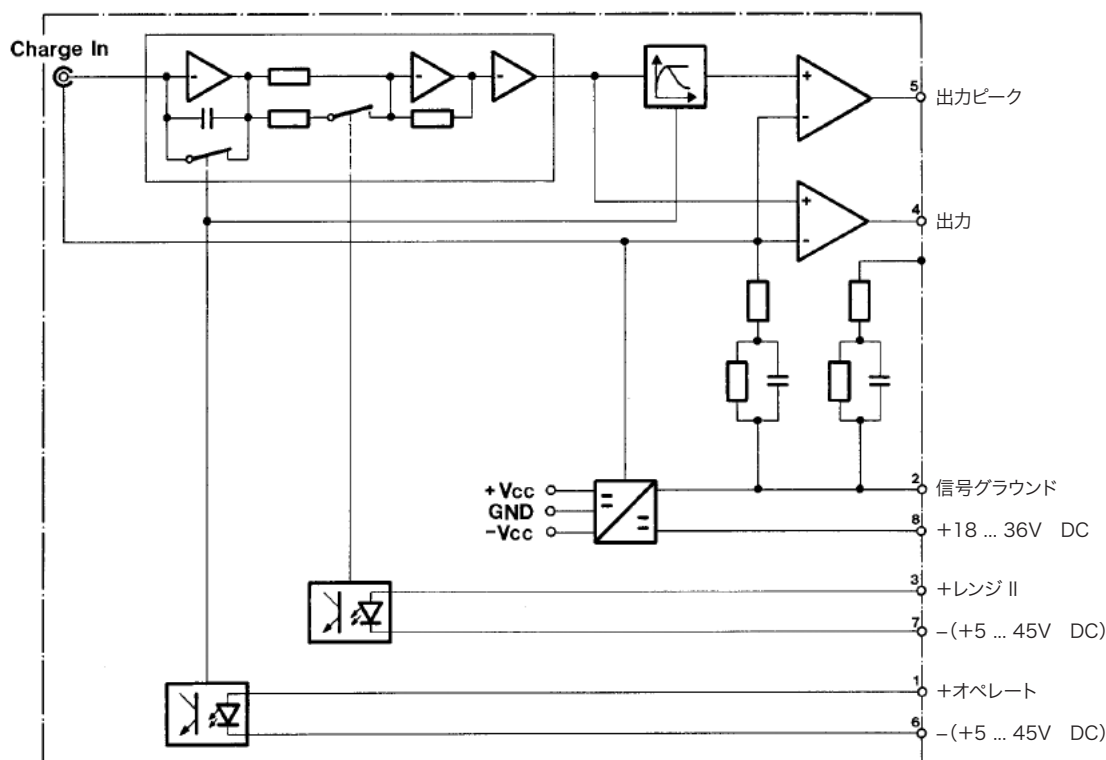 Charge In
5 出力ピーク
4 出力
2 信号グラウンド
+Vcc
GND
-Vcc
8 +18 ... 36V DC
3 +レンジ II
7 -(+5 ... 45V DC)
1 +オペレート
6 -(+5 ... 45V DC)